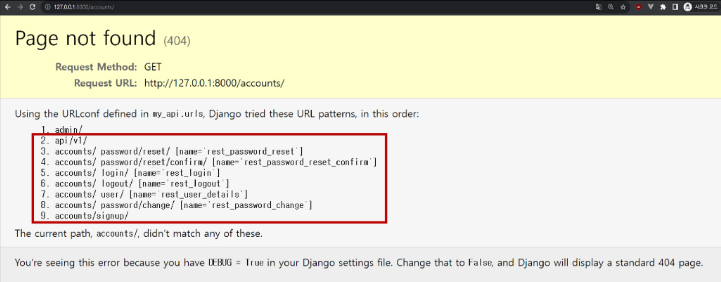 127.0.0.1:8000/accounts/
Page not found (404)
Request Method: GET
Request URL: http://127.0.0.1:8000/accounts/
Using the URLconf defined in my_api.urls, Django tried these URL patterns, in this order:
1. admin/
2. api/v1/
3. accounts/ password/reset/ [name='rest_password_reset']
4. accounts/ password/reset/confirm/ [name='rest_password_reset_confirm']
5. accounts/ login/ [name='rest_login']
6. accounts/ logout/ [name='rest_logout']
7. accounts/ user/ [name='rest_user_details']
8. accounts/ password/change/ [name='rest_password_change']
9. accounts/signup/
The current path, accounts/, didn't match any of these.
You're seeing this error because you have DEBUG = True in your Django settings file. Change that to False, and Django will display a standard 404 page.